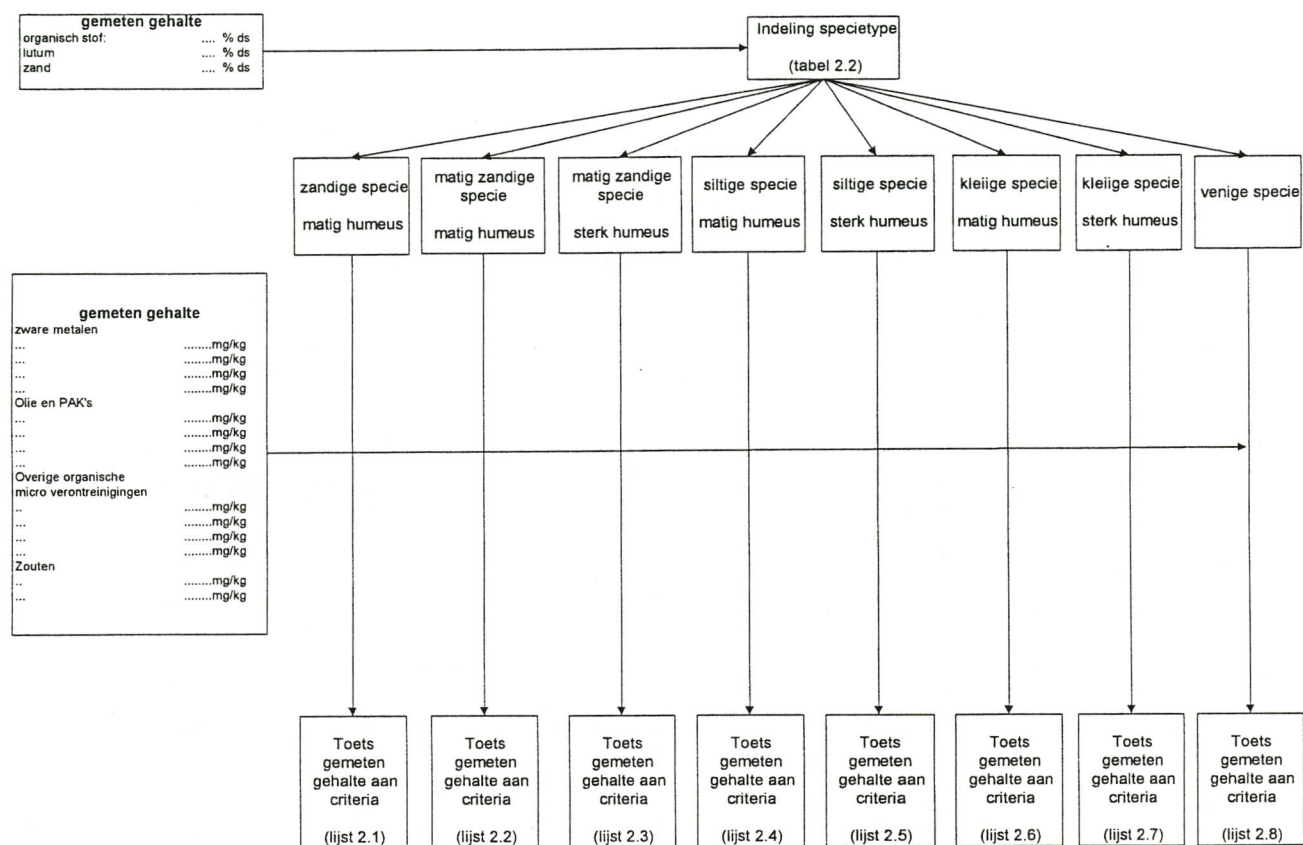 gemeten gehalte
organisch stof: .... % ds
lutum .... % ds
zand .... % ds
Indeling specietype
(tabel 2.2)
zandige specie
matig humeus
matig zandige
specie
matig humeus
matig zandige
specie
sterk humeus
siltige specie
matig humeus
siltige specie
sterk humeus
kleiige specie
matig humeus
kleiige specie
sterk humeus
venige specie
gemeten gehalte
zware metalen
... ........mg/kg
... ........mg/kg
... ........mg/kg
... ........mg/kg
Olie en PAK's
... ........mg/kg
... ........mg/kg
... ........mg/kg
... ........mg/kg
Overige organische
micro verontreinigingen
.. ........mg/kg
... ........mg/kg
... ........mg/kg
... ........mg/kg
Zouten
.. ........mg/kg
... ........mg/kg
Toets
gemeten
gehalte aan
criteria
(lijst 2.1)
Toets
gemeten
gehalte aan
criteria
(lijst 2.2)
Toets
gemeten
gehalte aan
criteria
(lijst 2.3)
Toets
gemeten
gehalte aan
criteria
(lijst 2.4)
Toets
gemeten
gehalte aan
criteria
(lijst 2.5)
Toets
gemeten
gehalte aan
criteria
(lijst 2.6)
Toets
gemeten
gehalte aan
criteria
(lijst 2.7)
Toets
gemeten
gehalte aan
criteria
(lijst 2.8)